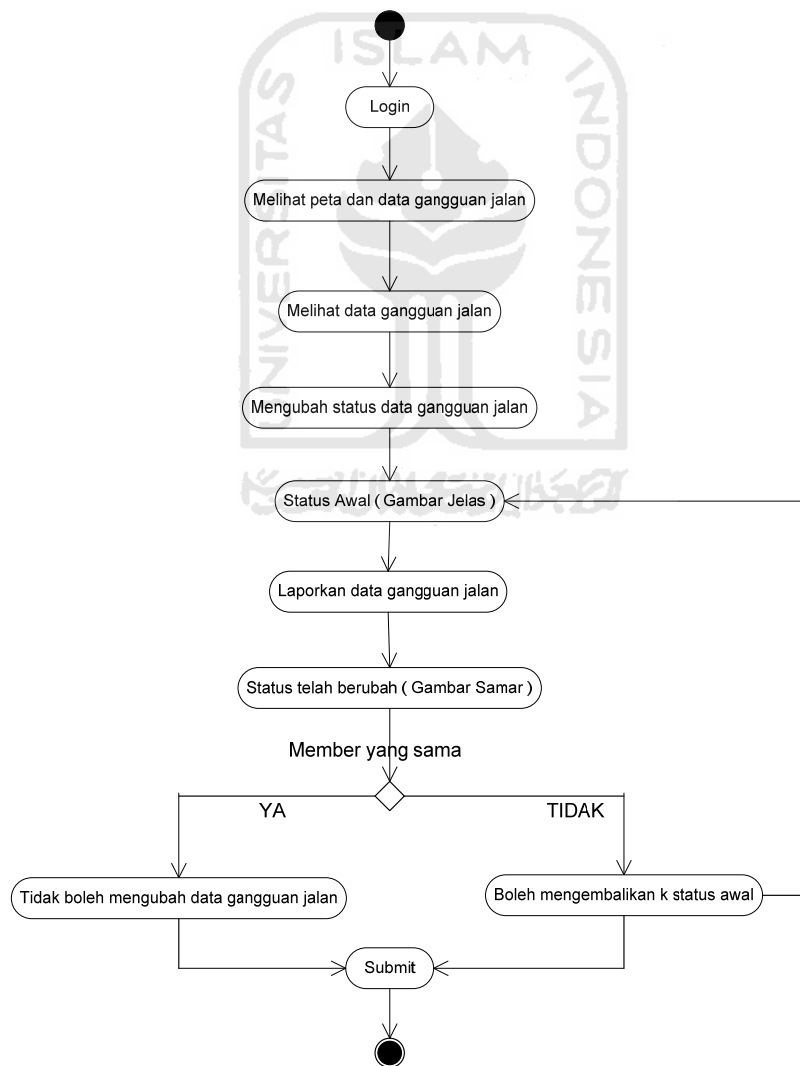 UNIVERSITAS
ISLAM
INDONESIA
Login
Melihat peta dan data gangguan jalan
Melihat data gangguan jalan
Mengubah status data gangguan jalan
Status Awal ( Gambar Jelas )
Laporkan data gangguan jalan
Status telah berubah ( Gambar Samar )
Member yang sama
YA
TIDAK
Tidak boleh mengubah data gangguan jalan
Boleh mengembalikan k status awal
Submit